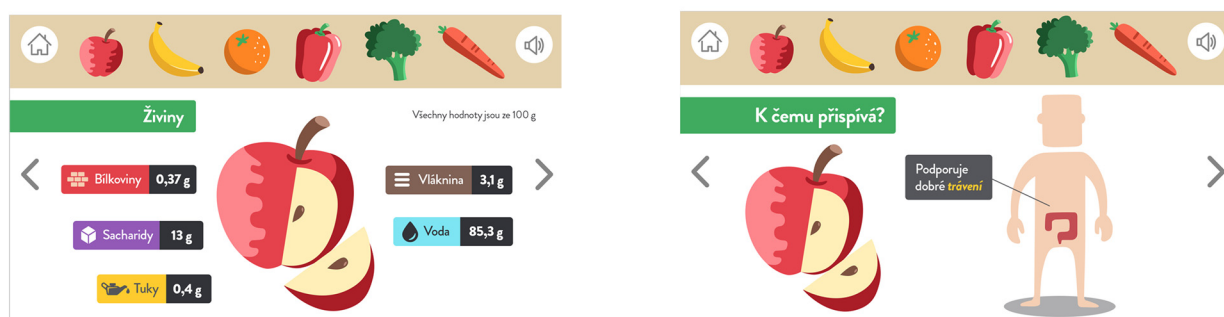 Živiny
Všechny hodnoty jsou ze 100 g
Bílkoviny 0,37 g
Vláknina 3,1 g
Sacharidy 13 g
Voda 85,3 g
Tuky 0,4 g
K čemu přispívá?
Podporuje
dobré trávení